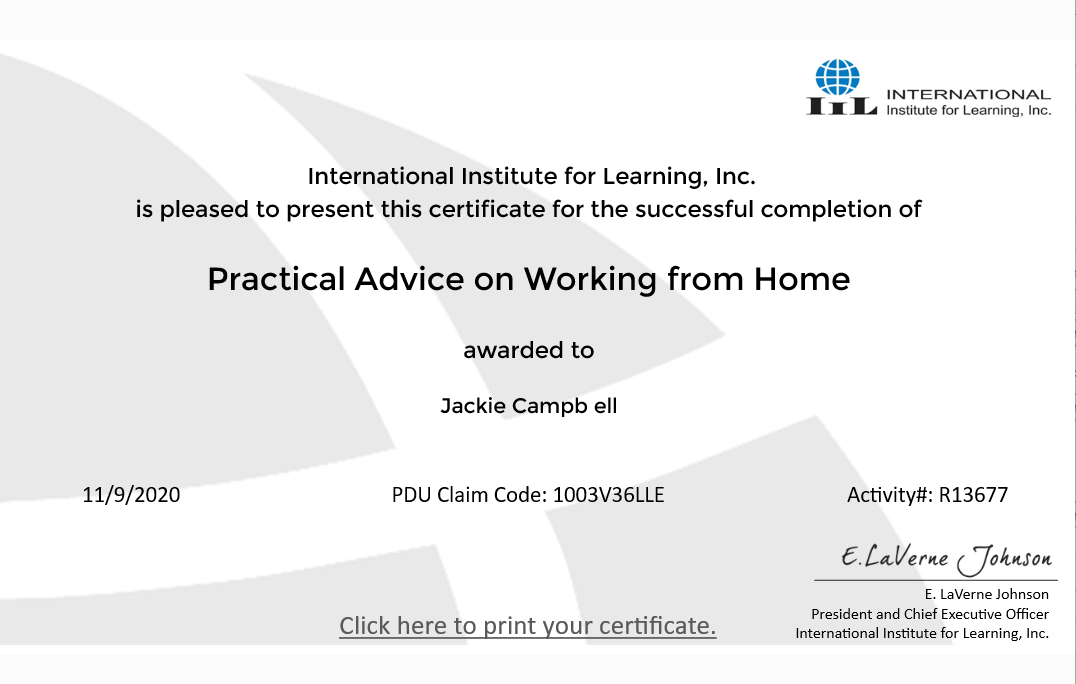 IIL INTERNATIONAL
Institute for Learning, Inc.
International Institute for Learning, Inc.
is pleased to present this certificate for the successful completion of
Practical Advice on Working from Home
awarded to
Jackie Campb ell
11/9/2020 PDU Claim Code: 1003V36LLE Activity#: R13677
E. LaVerne Johnson
E. LaVerne Johnson
President and Chief Executive Officer
International Institute for Learning, Inc.
Click here to print your certificate.